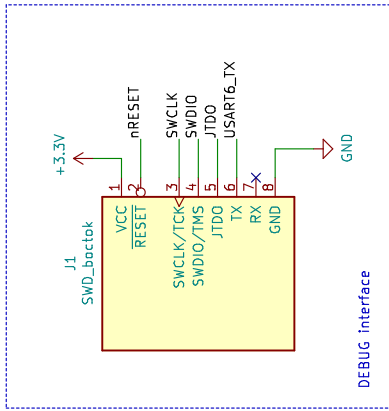 +3.3V
nRESET
SWCLK
SWDIO
JTDO
USART6_TX
GND
1
2
3
4
5
6
7
8
VCC
RESET
SWCLK/TCK
SWDIO/TMS
JTDO
TX
RX
GND
J1
SWD_bactok
DEBUG interface